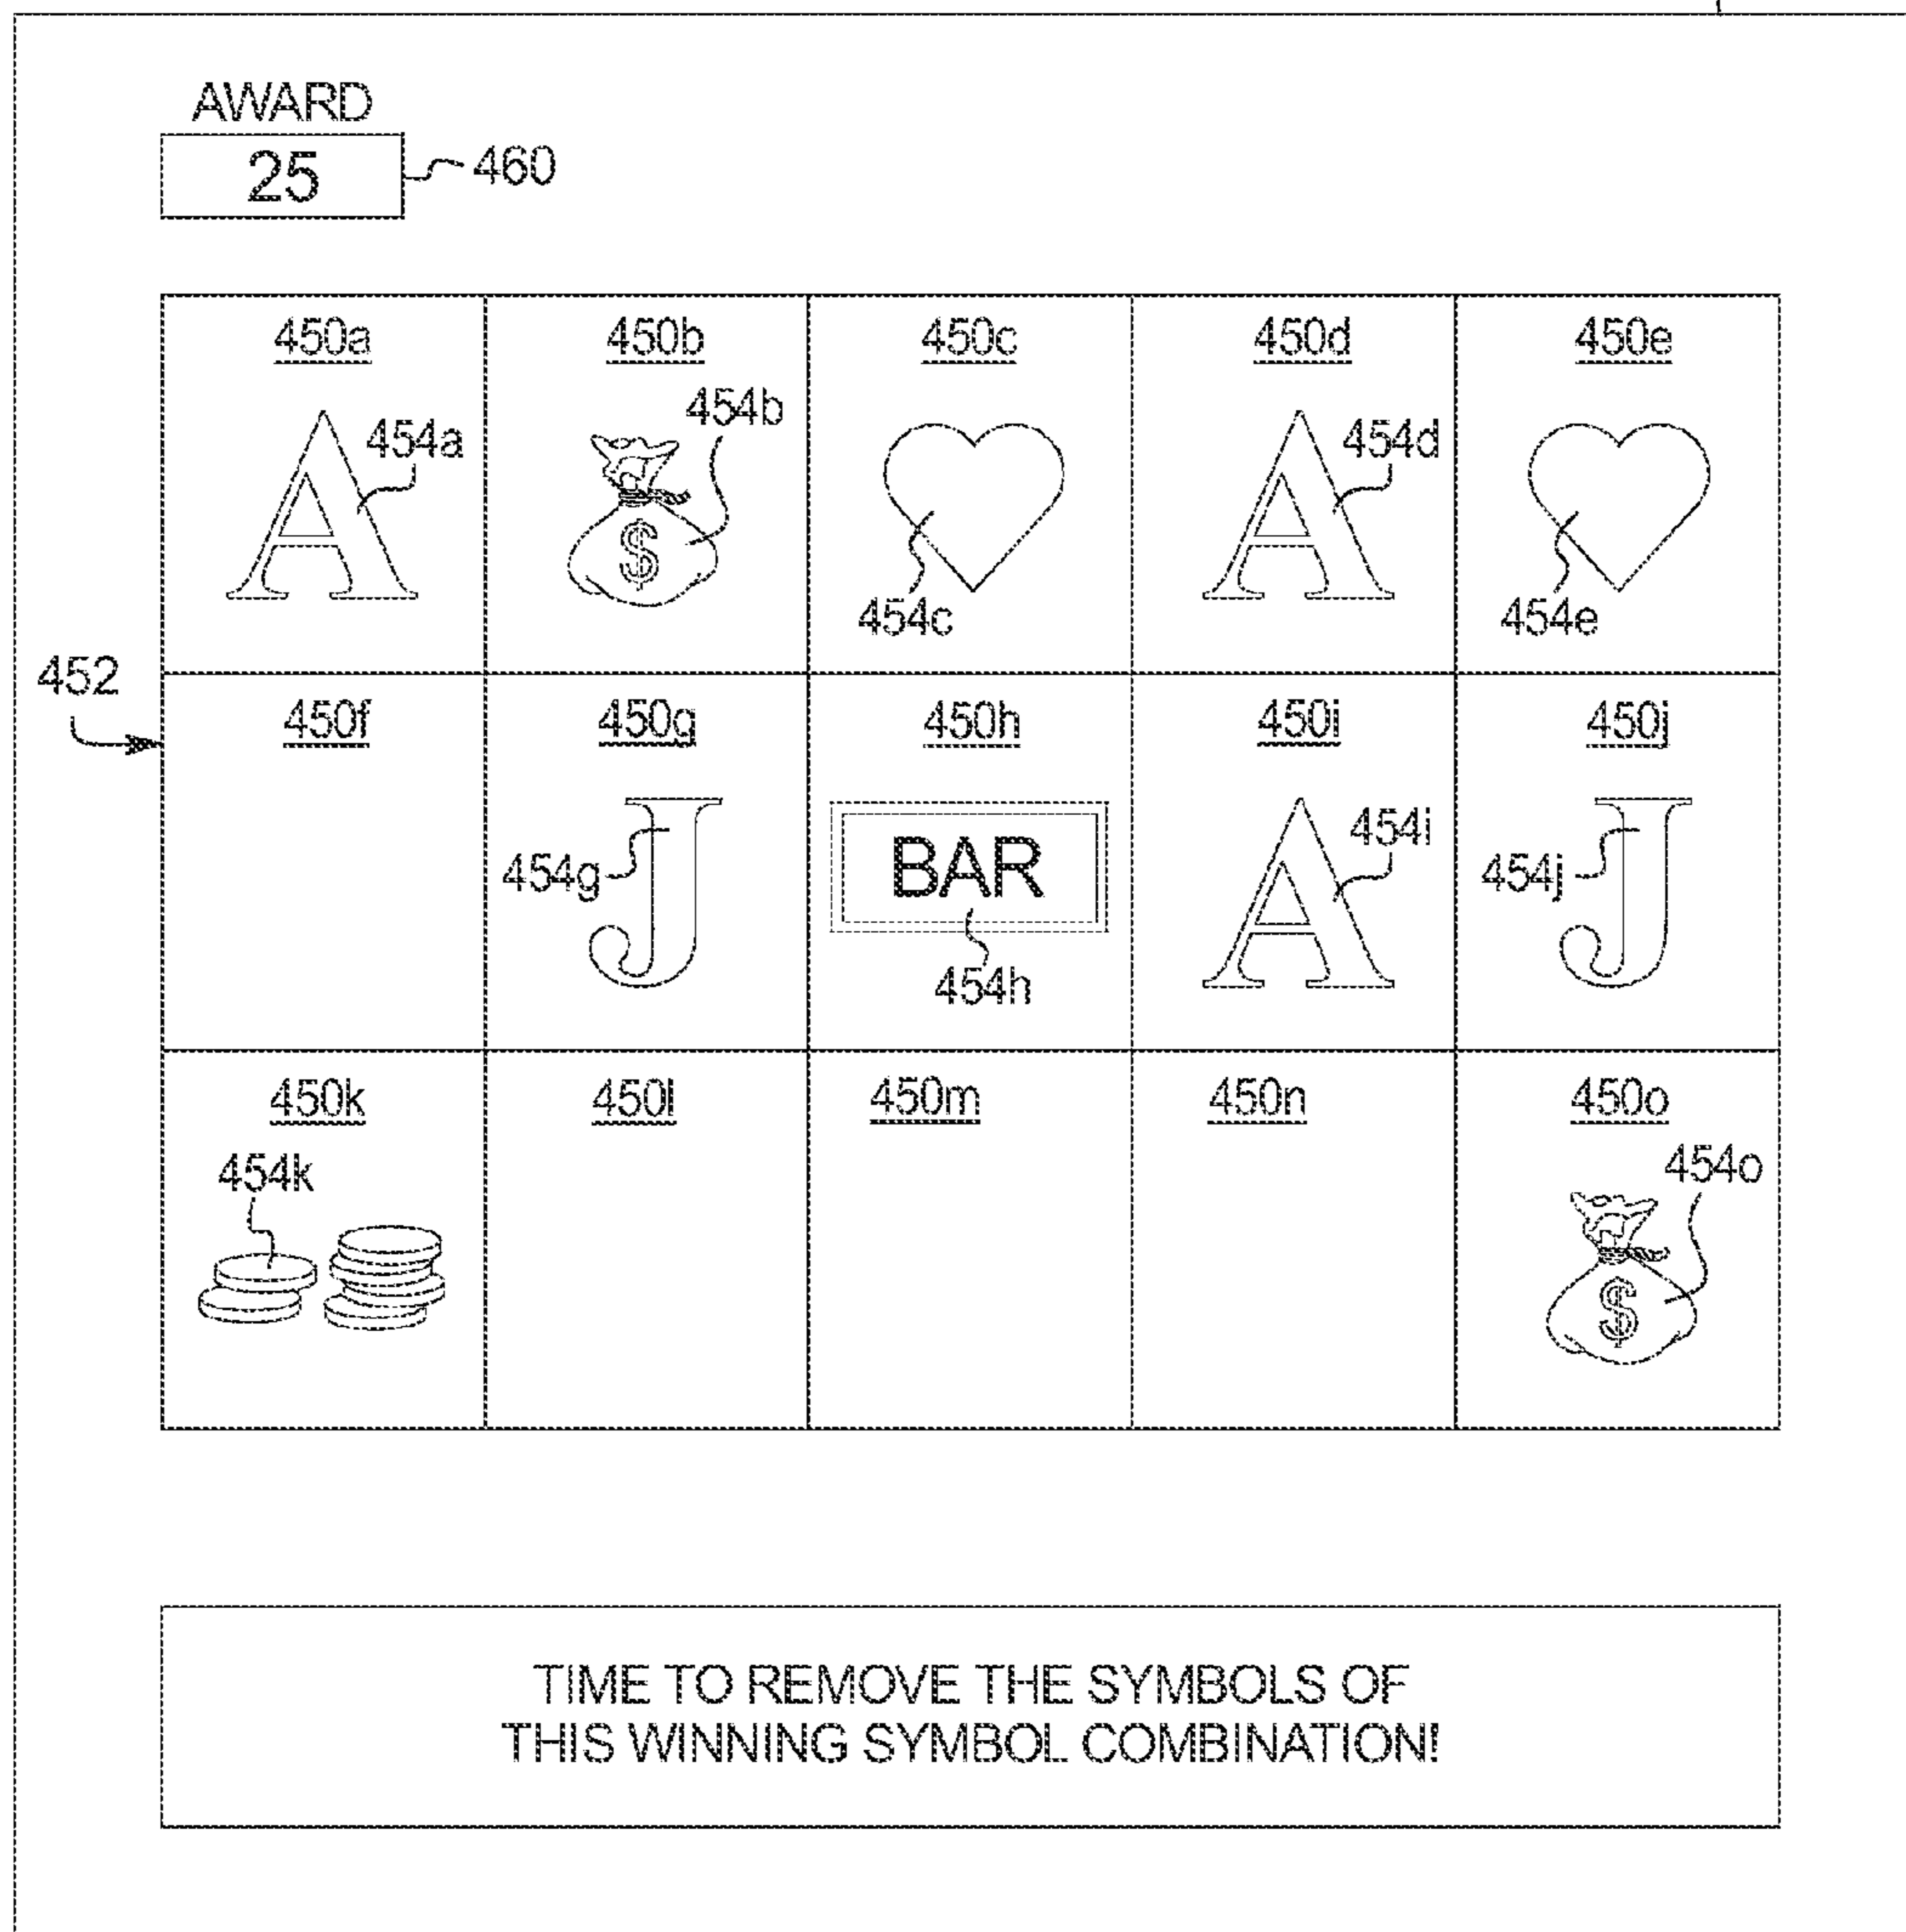 AWARD
25
460
450a
450b
450c
450d
450e
454a
454b
454c
454d
454e
A
$
A
452
450f
450g
450h
450i
450j
454g
J
BAR
454h
A
454i
454j
J
450k
450l
450m
450n
450o
454k
454o
$
TIME TO REMOVE THE SYMBOLS OF
THIS WINNING SYMBOL COMBINATION!